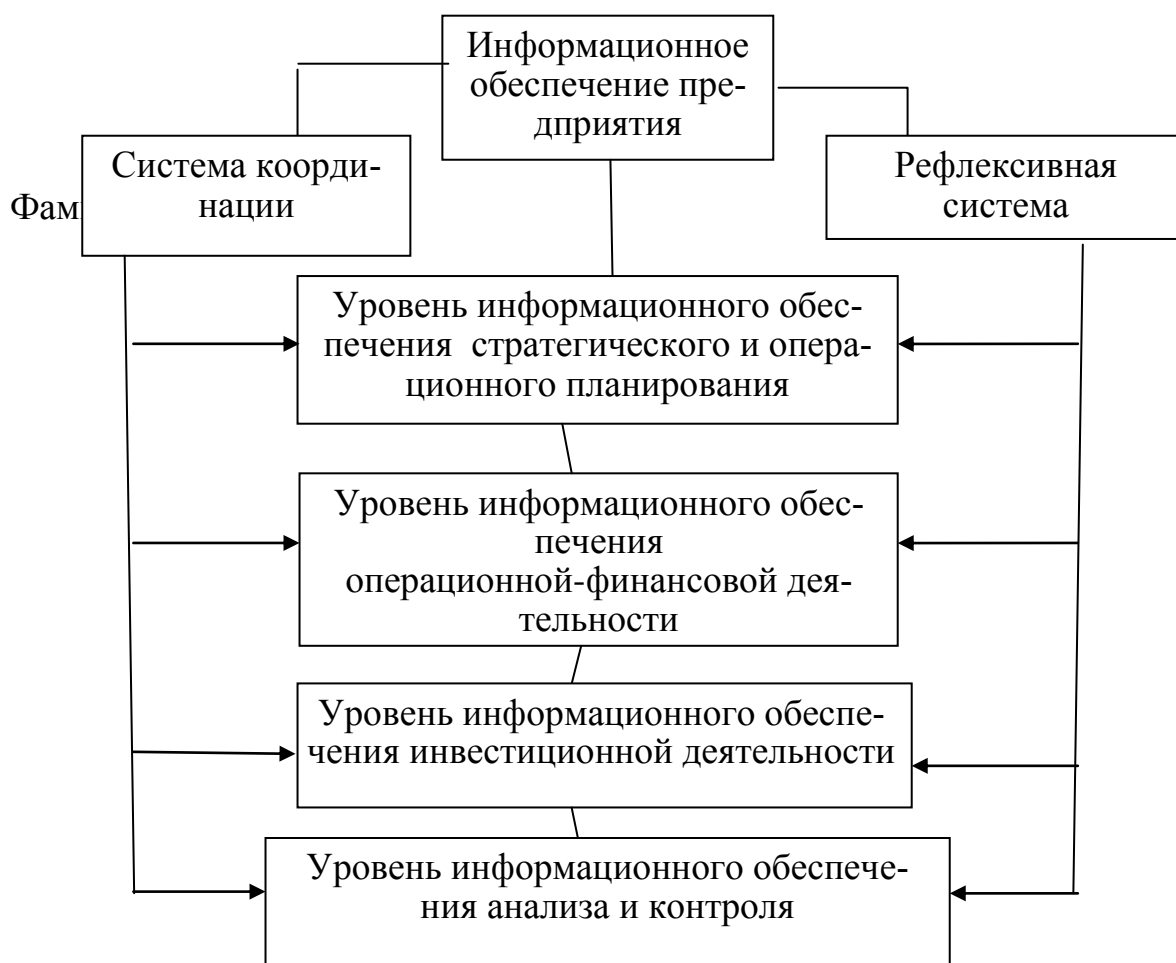 Информационное
обеспечение пре-
дприятия
Система коорди-
нации
Рефлексивная
система
Фам
Уровень информационного обес-
печения стратегического и опера-
ционного планирования
Уровень информационного обес-
печения
операционной-финансовой дея-
тельности
Уровень информационного обеспе-
чения инвестиционной деятельности
Уровень информационного обеспече-
ния анализа и контроля